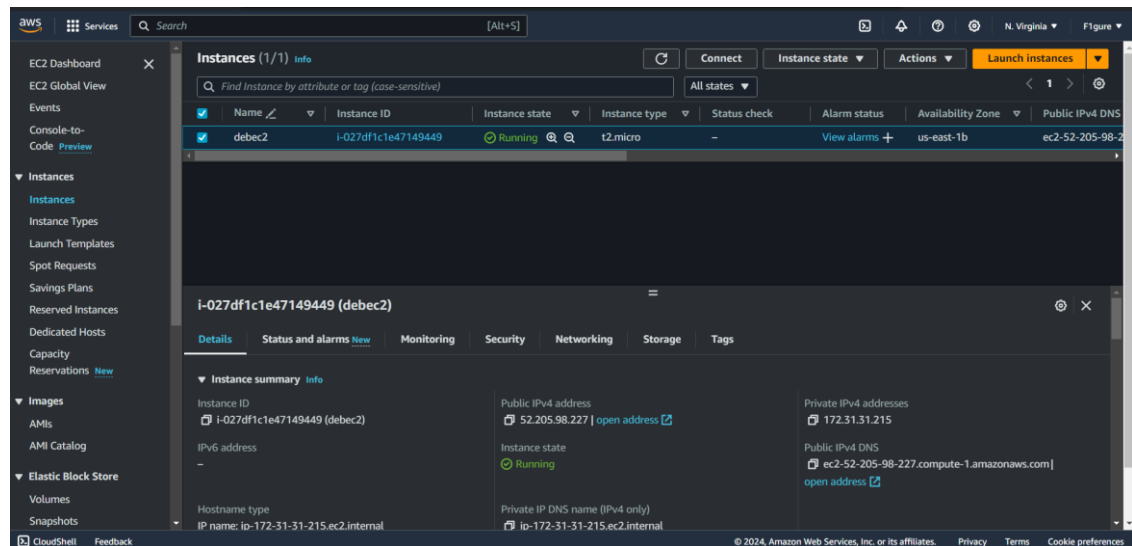 aws Services Search [Alt+S] N. Virginia F1gure
EC2 Dashboard
EC2 Global View
Events
Console-to-
Code Preview
Instances
Instances
Instance Types
Launch Templates
Spot Requests
Savings Plans
Reserved Instances
Dedicated Hosts
Capacity
Reservations New
Images
AMIs
AMI Catalog
Elastic Block Store
Volumes
Snapshots
Instances (1/1) Info Connect Instance state Actions Launch instances
Find Instance by attribute or tag (case-sensitive) All states 1
Name Instance ID Instance state Instance type Status check Alarm status Availability Zone Public IPv4 DNS
debec2 i-027df1c1e47149449 Running t2.micro – View alarms + us-east-1b ec2-52-205-98-2
i-027df1c1e47149449 (debec2)
Details Status and alarms New Monitoring Security Networking Storage Tags
Instance summary Info
Instance ID
i-027df1c1e47149449 (debec2)
Public IPv4 address
52.205.98.227 | open address
Private IPv4 addresses
172.31.31.215
IPv6 address
–
Instance state
Running
Public IPv4 DNS
ec2-52-205-98-227.compute-1.amazonaws.com |
open address
Hostname type
IP name: ip-172-31-31-215.ec2.internal
Private IP DNS name (IPv4 only)
ip-172-31-31-215.ec2.internal
CloudShell Feedback © 2024, Amazon Web Services, Inc. or its affiliates. Privacy Terms Cookie preferences